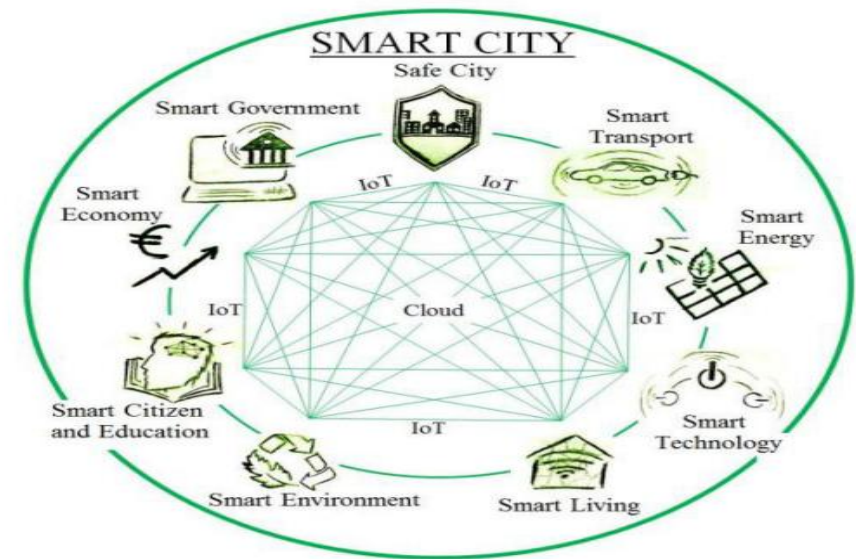 SMART CITY
Safe City
Smart Government
Smart
Transport
IoT
IoT
Smart
Economy
Smart
Energy
IoT
Cloud
IoT
Smart Citizen
and Education
Smart
Technology
IoT
Smart Environment
Smart Living